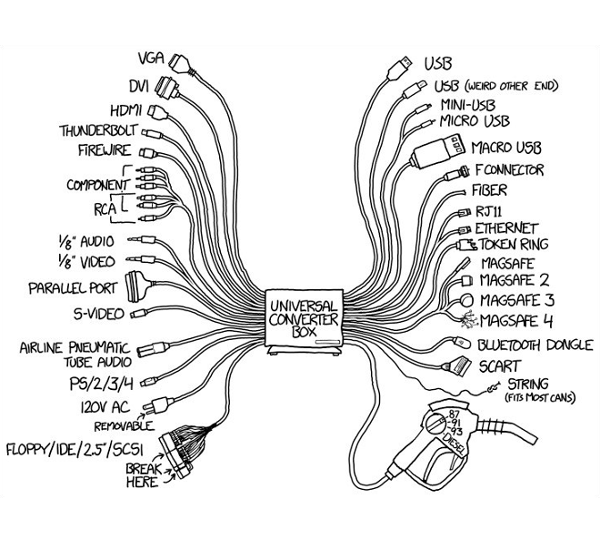 VGA
DVI
HDMI
THUNDERBOLT
FIREWIRE
COMPONENT
RCA
1/8" AUDIO
1/8" VIDEO
PARALLEL PORT
S-VIDEO
AIRLINE PNEUMATIC
TUBE AUDIO
PS/2/3/4
120V AC
REMOVABLE
FLOPPY/IDE/2.5"/SCSI
BREAK
HERE
UNIVERSAL
CONVERTER
BOX
USB
USB (WEIRD OTHER END)
MINI-USB
MICRO USB
MACRO USB
F CONNECTOR
FIBER
RJ11
ETHERNET
TOKEN RING
MAGSAFE
MAGSAFE 2
MAGSAFE 3
MAGSAFE 4
BLUETOOTH DONGLE
SCART
STRING
(FITS MOST CANS)
87
91
93
DIESEL